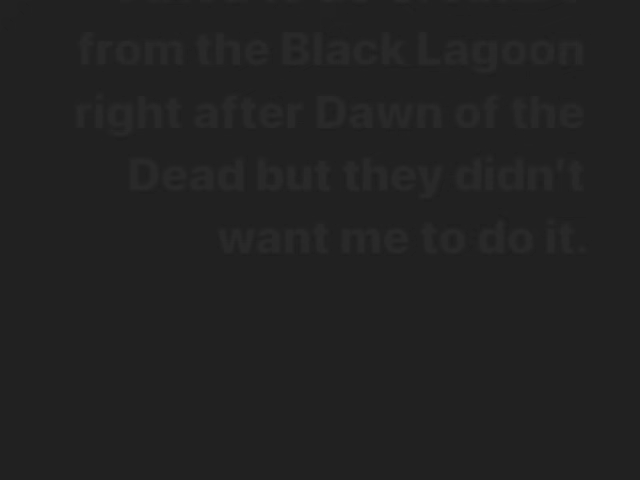 from the Black Lagoon
right after Dawn of the
Dead but they didn't
want me to do it.